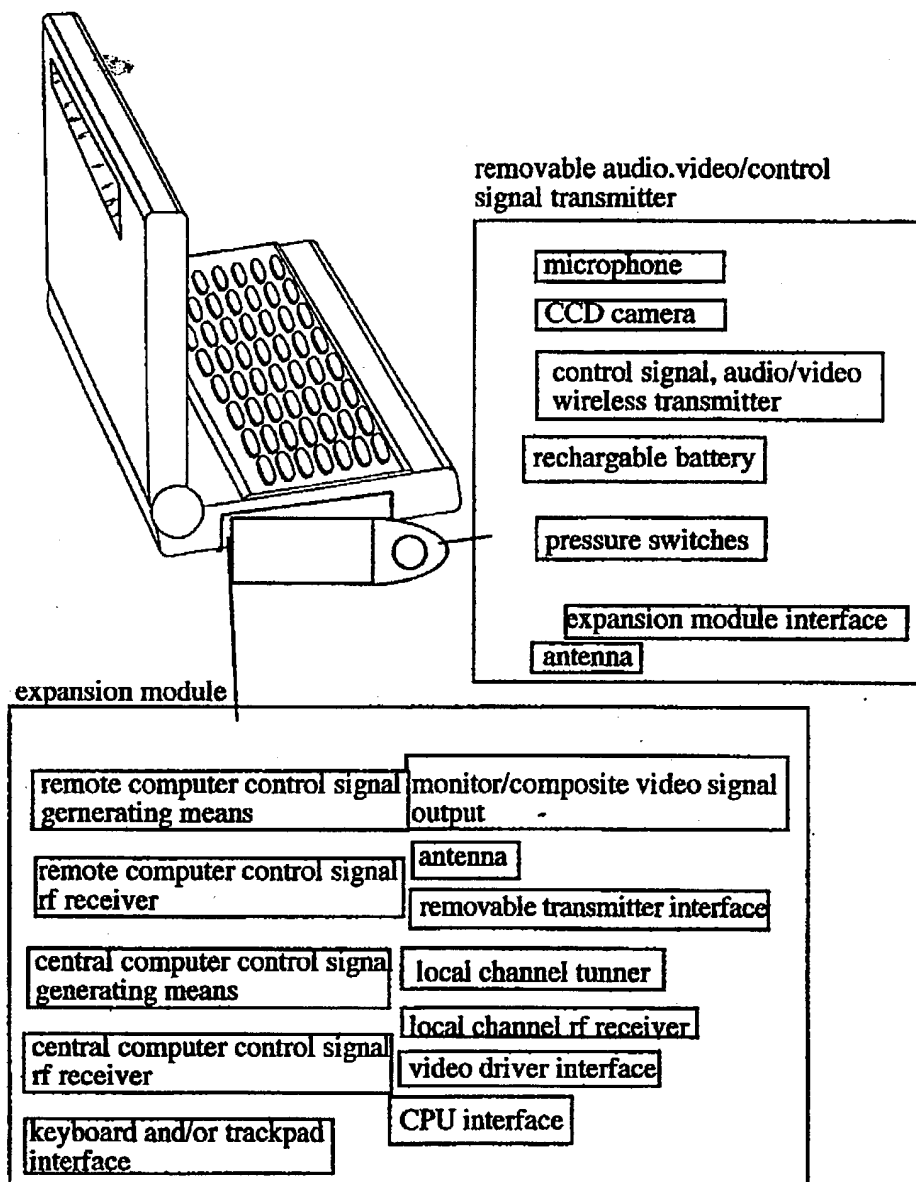 removable audio.video/control
signal transmitter
microphone
CCD camera
control signal, audio/video
wireless transmitter
rechargable battery
pressure switches
expansion module interface
antenna
expansion module
remote computer control signal
gernerating means
remote computer control signal
rf receiver
central computer control signal
generating means
central computer control signal
rf receiver
keyboard and/or trackpad
interface
monitor/composite video signal
output
antenna
removable transmitter interface
local channel tunner
local channel rf receiver
video driver interface
CPU interface